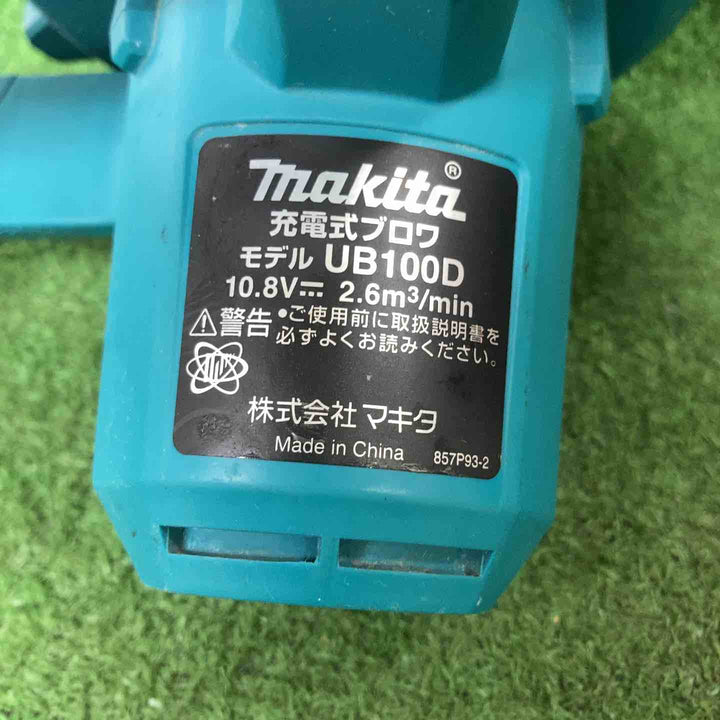 makita®
充電式ブロワ
モデル UB100D
10.8V⎓ 2.6m³/min
⚠警告 •ご使用前に取扱説明書を
必ずよくお読みください。
株式会社 マキタ
Made in China 857P93-2